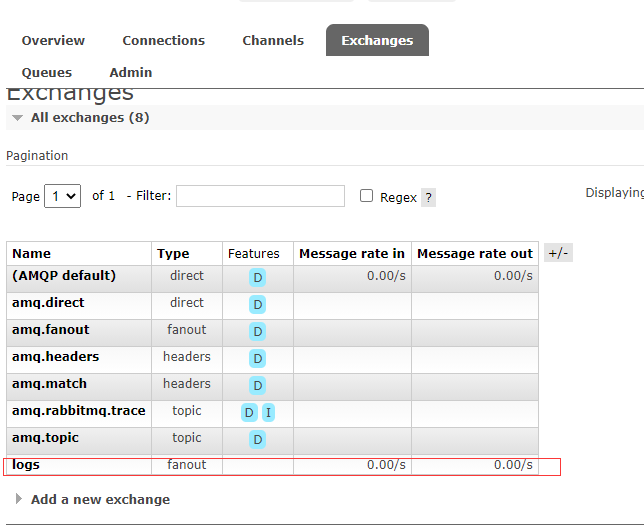 Overview Connections Channels Exchanges
Queues Admin
Exchanges
All exchanges (8)
Pagination
Page 1 of 1 - Filter: Regex ? Displaying
Name Type Features Message rate in Message rate out +/-
(AMQP default) direct D 0.00/s 0.00/s
amq.direct direct D
amq.fanout fanout D
amq.headers headers D
amq.match headers D
amq.rabbitmq.trace topic D I
amq.topic topic D
logs fanout 0.00/s 0.00/s
Add a new exchange